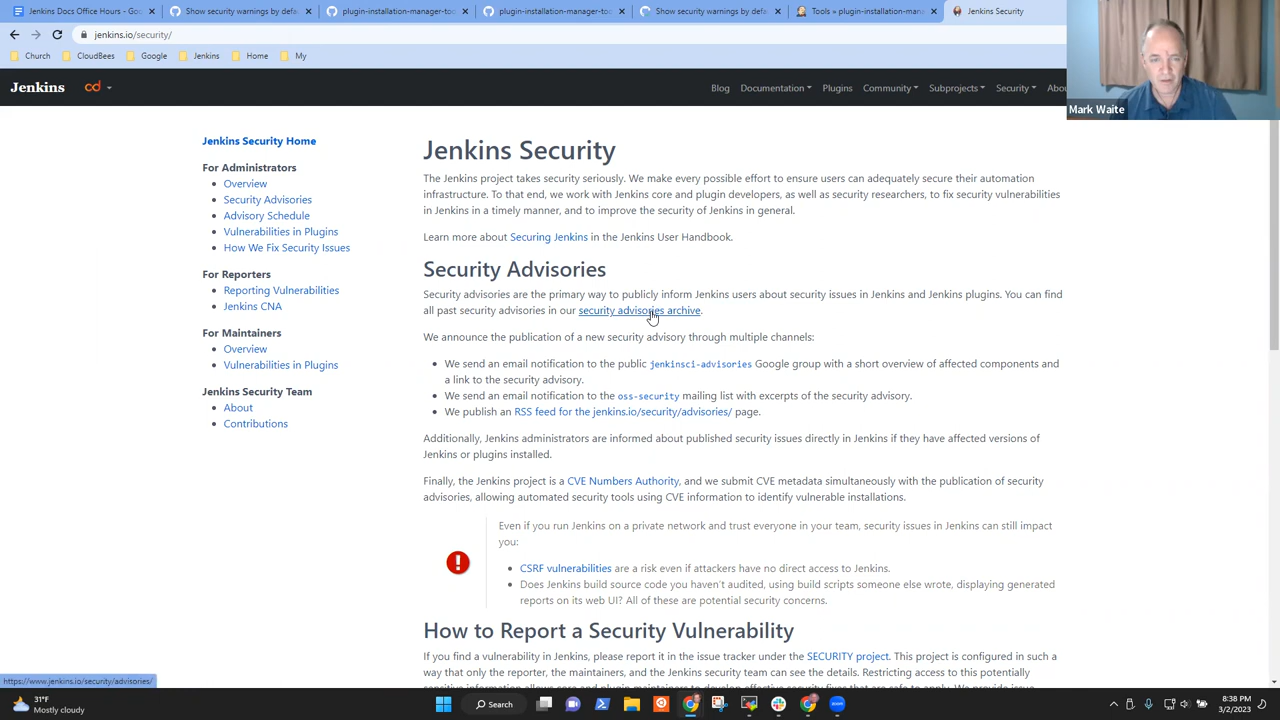 Jenkins Docs Office Hours - Goo
Show security warnings by defa
plugin-installation-manager-too
plugin-installation-manager-too
Show security warnings by defa
Tools » plugin-installation-man
Jenkins Security
jenkins.io/security/
Church
CloudBees
Google
Jenkins
Home
My
Jenkins
cd
Blog
Documentation
Plugins
Community
Subprojects
Security
Abou
Mark Waite
Jenkins Security Home
For Administrators
Overview
Security Advisories
Advisory Schedule
Vulnerabilities in Plugins
How We Fix Security Issues
For Reporters
Reporting Vulnerabilities
Jenkins CNA
For Maintainers
Overview
Vulnerabilities in Plugins
Jenkins Security Team
About
Contributions
Jenkins Security
The Jenkins project takes security seriously. We make every possible effort to ensure users can adequately secure their automation
infrastructure. To that end, we work with Jenkins core and plugin developers, as well as security researchers, to fix security vulnerabilities
in Jenkins in a timely manner, and to improve the security of Jenkins in general.
Learn more about Securing Jenkins in the Jenkins User Handbook.
Security Advisories
Security advisories are the primary way to publicly inform Jenkins users about security issues in Jenkins and Jenkins plugins. You can find
all past security advisories in our security advisories archive.
We announce the publication of a new security advisory through multiple channels:
We send an email notification to the public jenkinsci-advisories Google group with a short overview of affected components and
a link to the security advisory.
We send an email notification to the oss-security mailing list with excerpts of the security advisory.
We publish an RSS feed for the jenkins.io/security/advisories/ page.
Additionally, Jenkins administrators are informed about published security issues directly in Jenkins if they have affected versions of
Jenkins or plugins installed.
Finally, the Jenkins project is a CVE Numbers Authority, and we submit CVE metadata simultaneously with the publication of security
advisories, allowing automated security tools using CVE information to identify vulnerable installations.
Even if you run Jenkins on a private network and trust everyone in your team, security issues in Jenkins can still impact
you:
CSRF vulnerabilities are a risk even if attackers have no direct access to Jenkins.
Does Jenkins build source code you haven't audited, using build scripts someone else wrote, displaying generated
reports on its web UI? All of these are potential security concerns.
How to Report a Security Vulnerability
If you find a vulnerability in Jenkins, please report it in the issue tracker under the SECURITY project. This project is configured in such a
way that only the reporter, the maintainers, and the Jenkins security team can see the details. Restricting access to this potentially
https://www.jenkins.io/security/advisories/
31°F
Mostly cloudy
Search
8:38 PM
3/2/2023